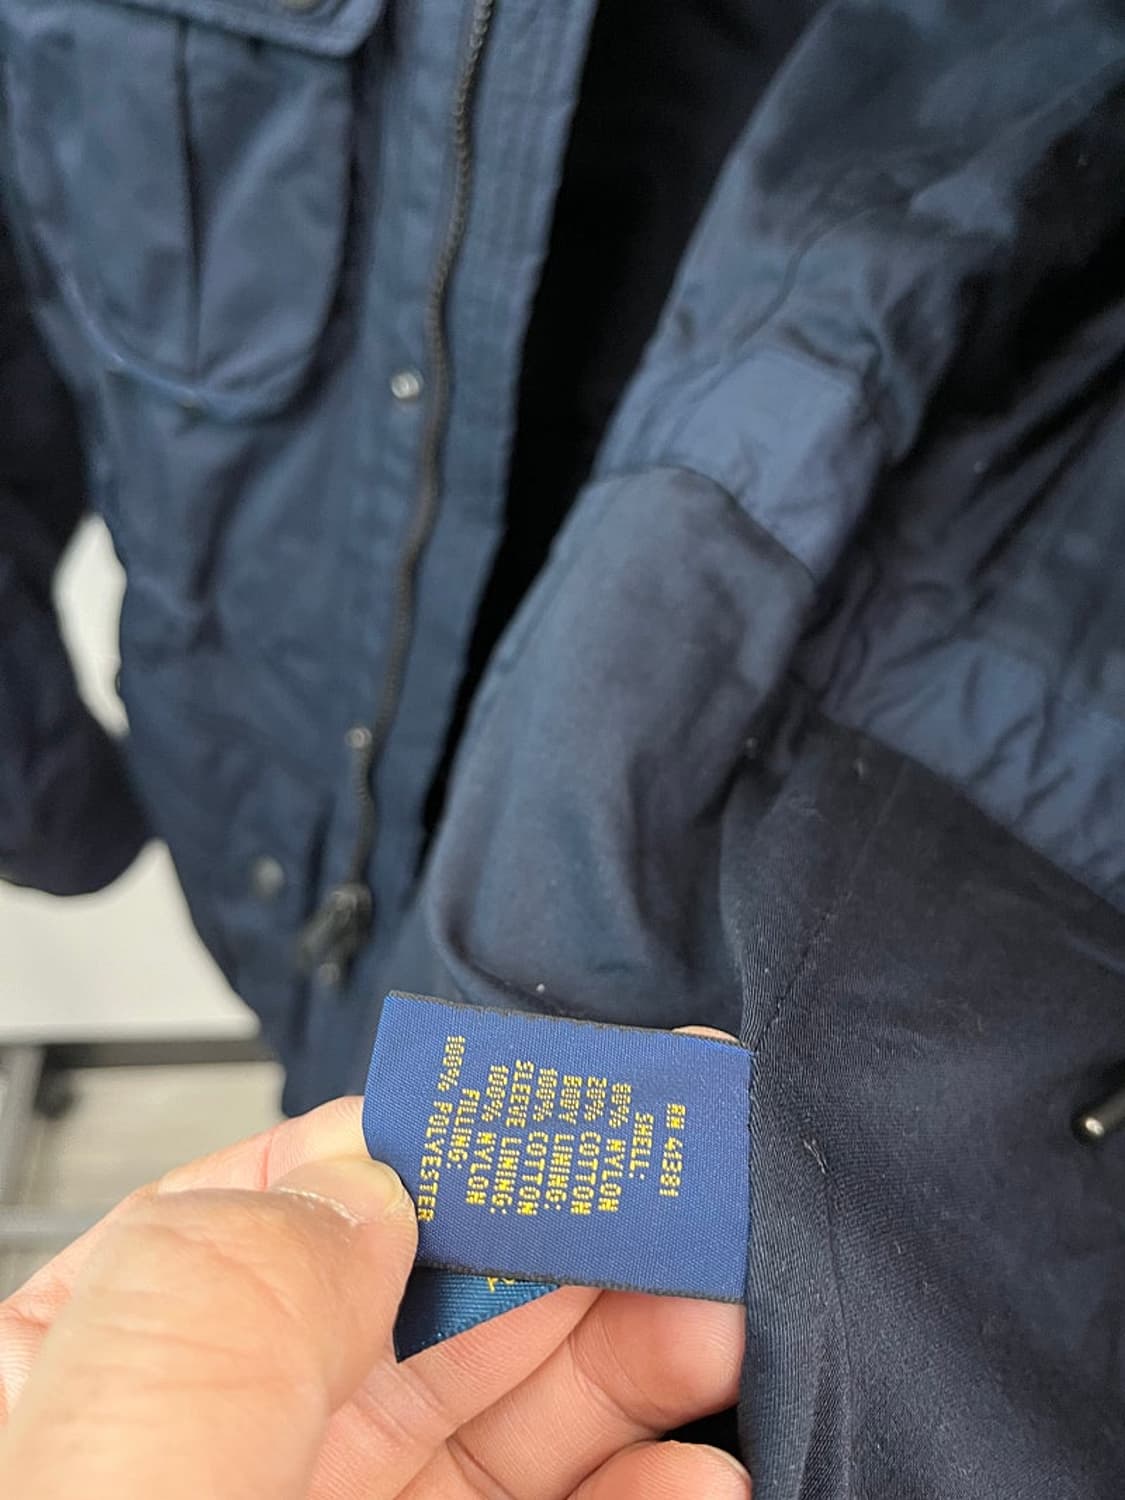 RN 41381
SHELL:
80% NYLON
20% COTTON
BODY LINING:
100% COTTON
SLEEVE LINING:
100% NYLON
FILLING:
100% POLYESTER